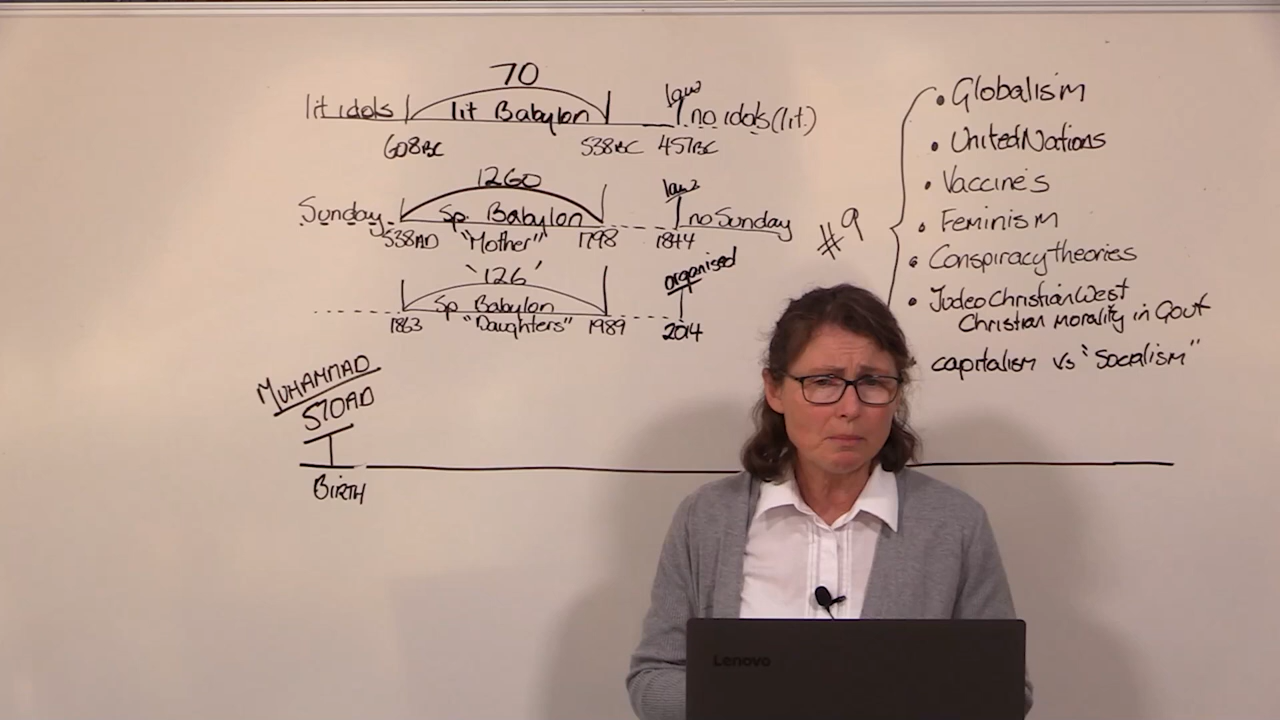 70
law
lit idols lit Babylon no idols (lit.)
608BC 538BC 457BC
1260
law 2
Sunday Sp. Babylon no Sunday
538AD "Mother" 1798 1844
'126' organised
Sp Babylon
1863 "Daughters" 1989 2014
MUHAMMAD
570AD
BIRTH
#9
• Globalism
• United Nations
• Vaccine's
• Feminism
• Conspiracy theories
• Judeo Christian West
Christian morality in Govt
• capitalism vs "Socialism"
Lenovo